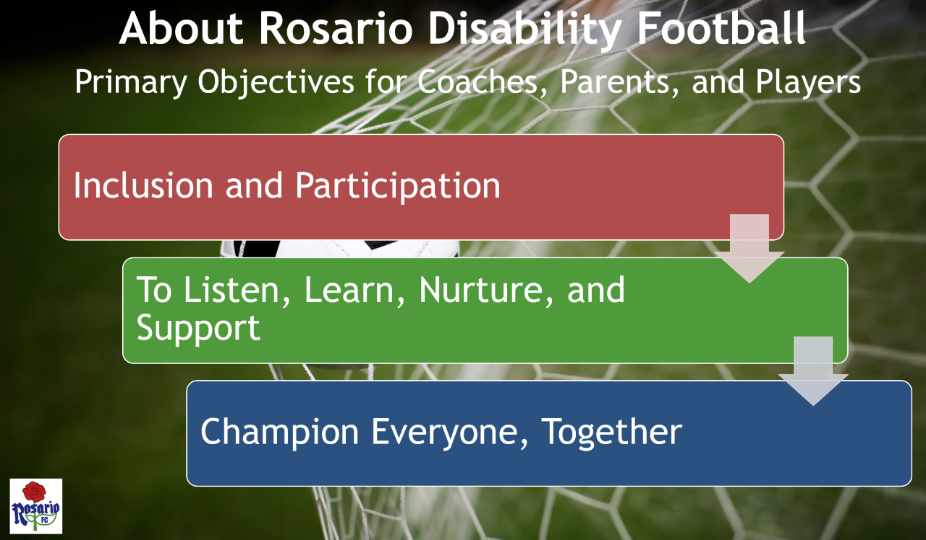 About Rosario Disability Football
Primary Objectives for Coaches, Parents, and Players
Inclusion and Participation
To Listen, Learn, Nurture, and
Support
Champion Everyone, Together
Rosario
FC